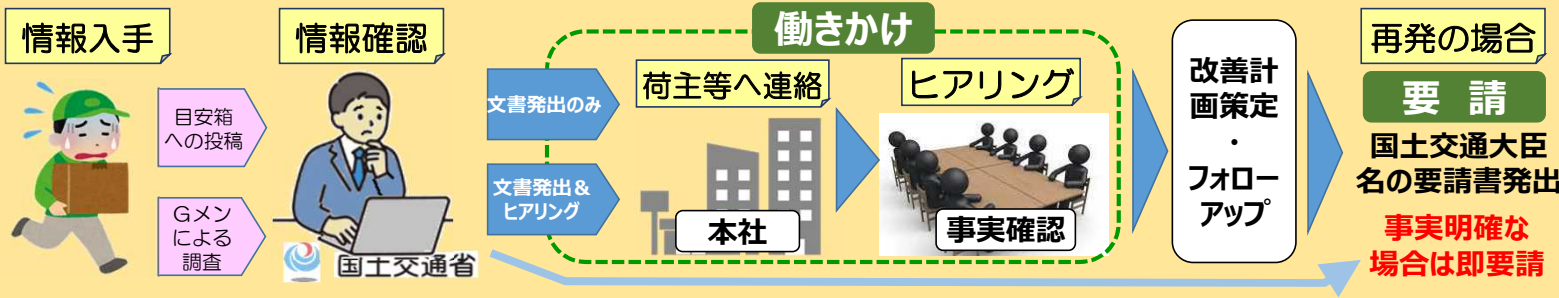 情報入手
目安箱
への投稿
Gメン
による
調査
情報確認
国土交通省
文書発出のみ
文書発出＆
ヒアリング
働きかけ
荷主等へ連絡
本社
ヒアリング
事実確認
改善計
画策定
・
フォロー
アップ
再発の場合
要 請
国土交通大臣
名の要請書発出
事実明確な
場合は即要請